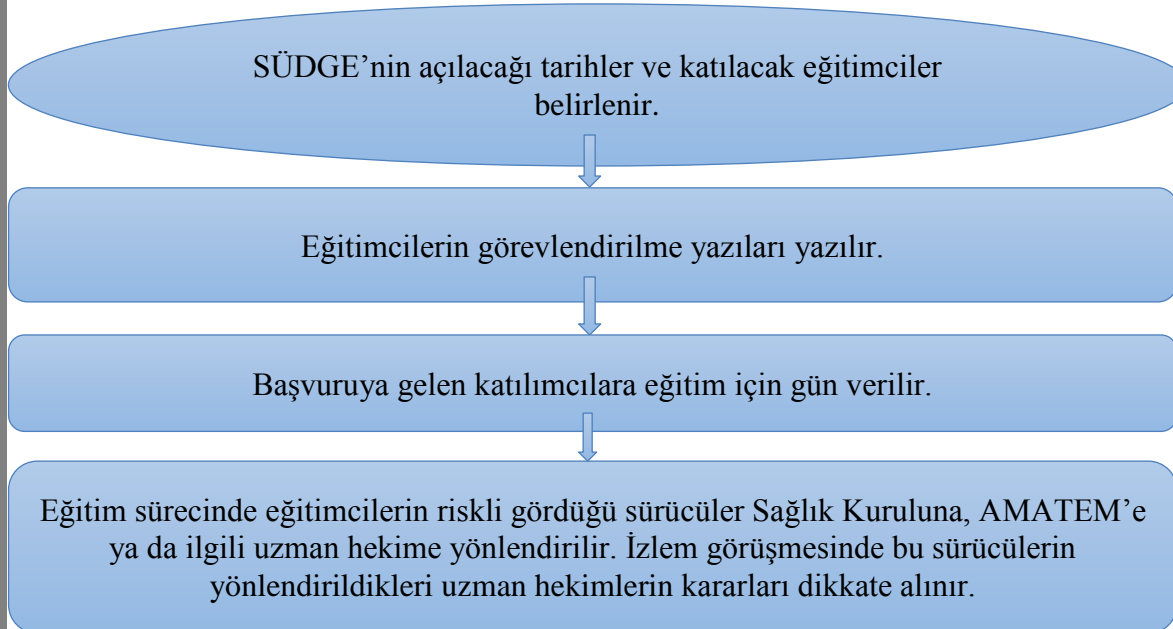 SÜDGE’nin açılacağı tarihler ve katılacak eğitimciler
belirlenir.
Eğitimcilerin görevlendirilme yazıları yazılır.
Başvuruya gelen katılımcılara eğitim için gün verilir.
Eğitim sürecinde eğitimcilerin riskli gördüğü sürücüler Sağlık Kuruluna, AMATEM’e
ya da ilgili uzman hekime yönlendirilir. İzlem görüşmesinde bu sürücülerin
yönlendirildikleri uzman hekimlerin kararları dikkate alınır.